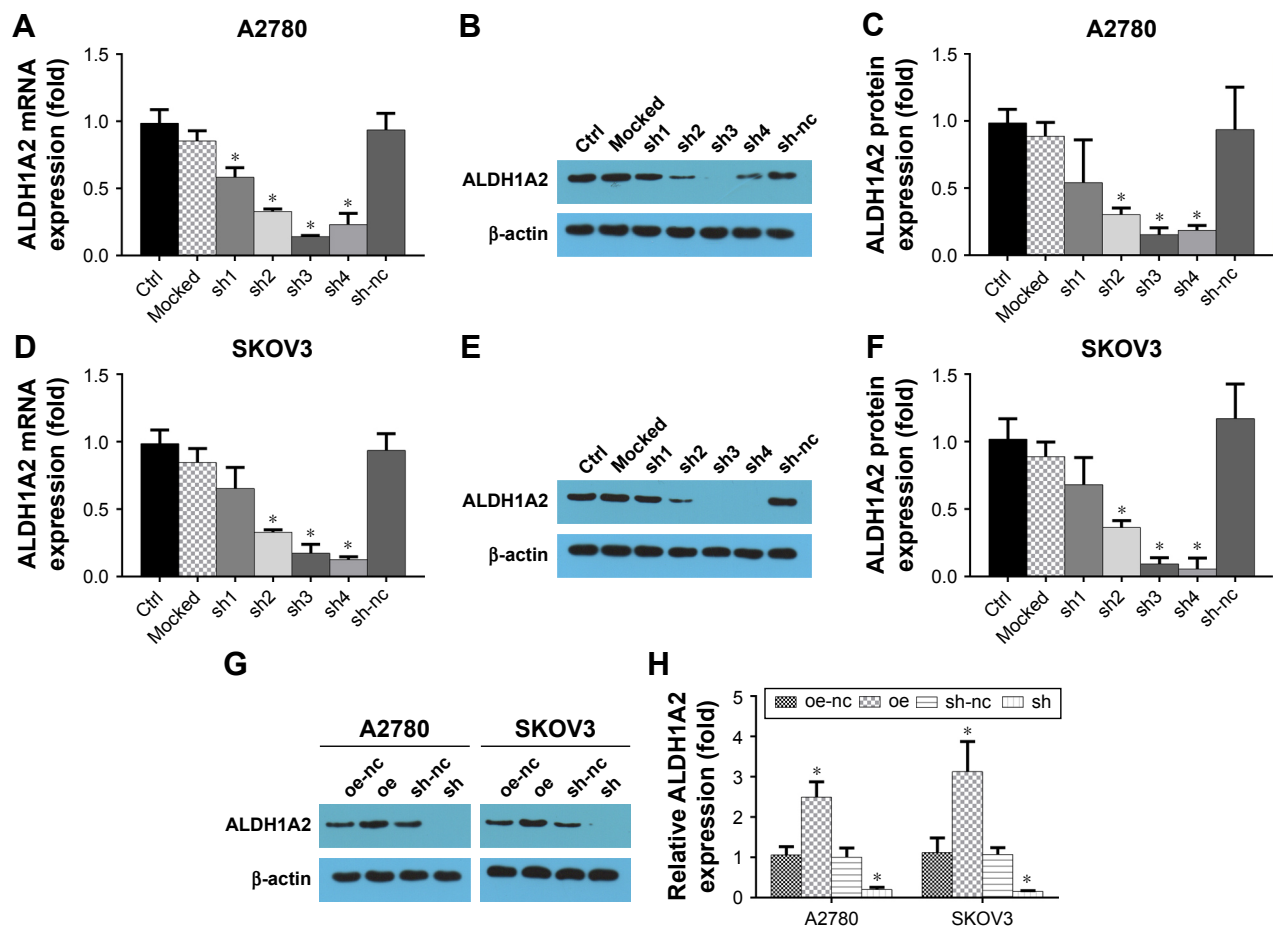 A
A2780
ALDH1A2 mRNA
expression (fold)
1.5
1.0
0.5
0.0
*
*
*
*
Ctrl
Mocked
sh1
sh2
sh3
sh4
sh-nc
B
Ctrl
Mocked
sh1
sh2
sh3
sh4
sh-nc
ALDH1A2
β-actin
C
A2780
ALDH1A2 protein
expression (fold)
1.5
1.0
0.5
0.0
*
*
*
Ctrl
Mocked
sh1
sh2
sh3
sh4
sh-nc
D
SKOV3
ALDH1A2 mRNA
expression (fold)
1.5
1.0
0.5
0.0
*
*
*
Ctrl
Mocked
sh1
sh2
sh3
sh4
sh-nc
E
Ctrl
Mocked
sh1
sh2
sh3
sh4
sh-nc
ALDH1A2
β-actin
F
SKOV3
ALDH1A2 protein
expression (fold)
1.5
1.0
0.5
0.0
*
*
*
Ctrl
Mocked
sh1
sh2
sh3
sh4
sh-nc
G
A2780
SKOV3
oe-nc
oe
sh-nc
sh
oe-nc
oe
sh-nc
sh
ALDH1A2
β-actin
H
Relative ALDH1A2
expression (fold)
5
4
3
2
1
0
oe-nc oe sh-nc sh
*
*
*
*
A2780
SKOV3